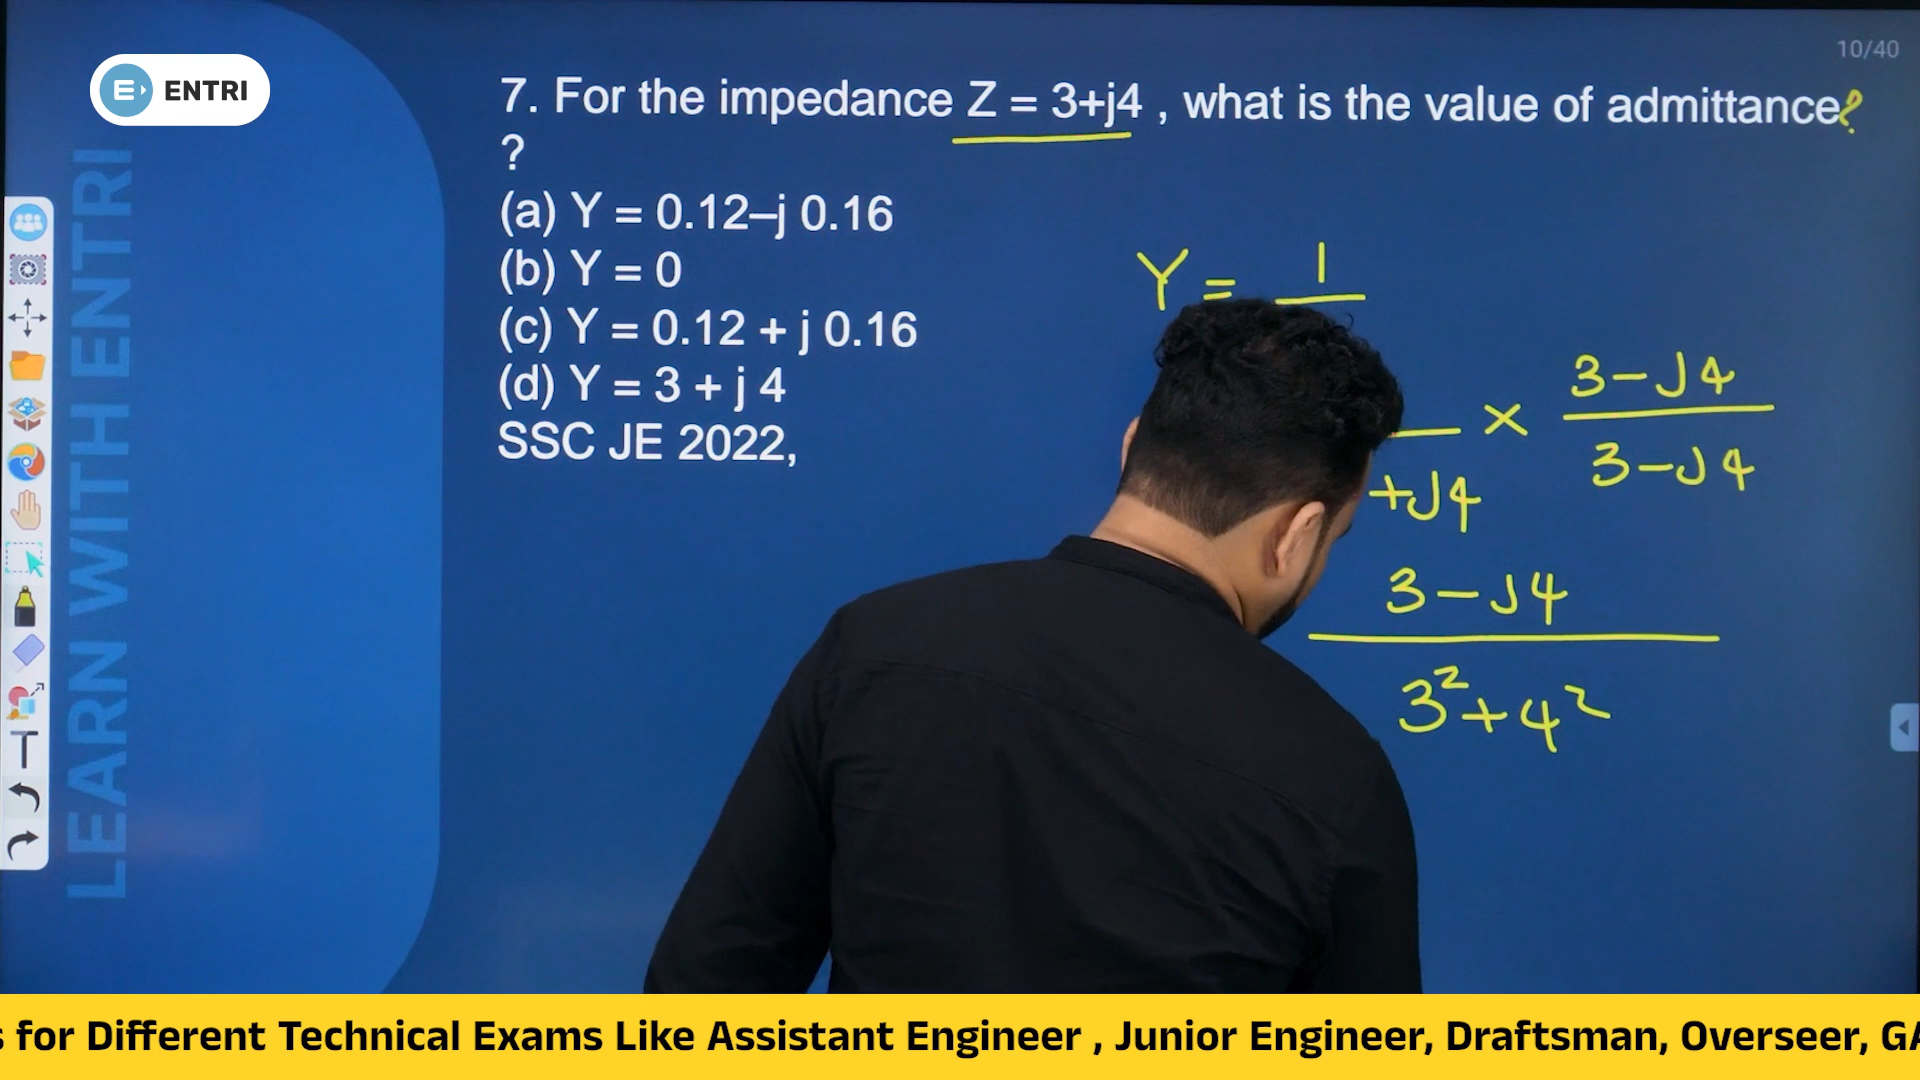 10/40
ENTRI
7. For the impedance Z = 3+j4 , what is the value of admittance?
?
(a) Y = 0.12–j 0.16
(b) Y = 0
(c) Y = 0.12 + j 0.16
(d) Y = 3 + j 4
SSC JE 2022,
Y = 1
× 3-J4
3-J4
+J4
3-J4
3²+4²
LEARN WITH ENTRI
T
for Different Technical Exams Like Assistant Engineer , Junior Engineer, Draftsman, Overseer,